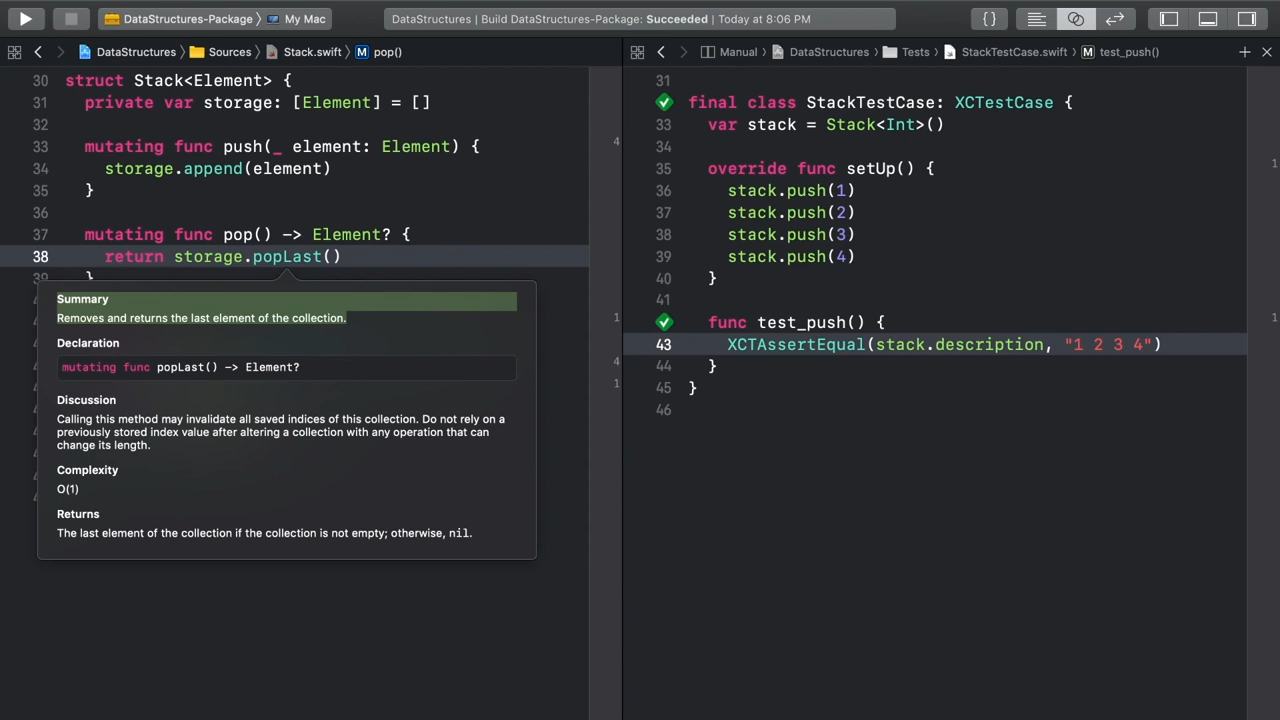 DataStructures-Package
My Mac
DataStructures | Build DataStructures-Package: Succeeded | Today at 8:06 PM
{}
DataStructures
Sources
Stack.swift
M
pop()
30 struct Stack<Element> {
31 private var storage: [Element] = []
32
33 mutating func push(_ element: Element) {
34 storage.append(element)
35 }
36
37 mutating func pop() -> Element? {
38 return storage.popLast()
39 }
Summary
Removes and returns the last element of the collection.
Declaration
mutating func popLast() -> Element?
Discussion
Calling this method may invalidate all saved indices of this collection. Do not rely on a
previously stored index value after altering a collection with any operation that can
change its length.
Complexity
O(1)
Returns
The last element of the collection if the collection is not empty; otherwise, nil.
4
1
4
1
Manual
DataStructures
Tests
StackTestCase.swift
M
test_push()
31
final class StackTestCase: XCTestCase {
33 var stack = Stack<Int>()
34
35 override func setUp() {
36 stack.push(1)
37 stack.push(2)
38 stack.push(3)
39 stack.push(4)
40 }
41
func test_push() {
43 XCTAssertEqual(stack.description, "1 2 3 4")
44 }
45 }
46
1
1